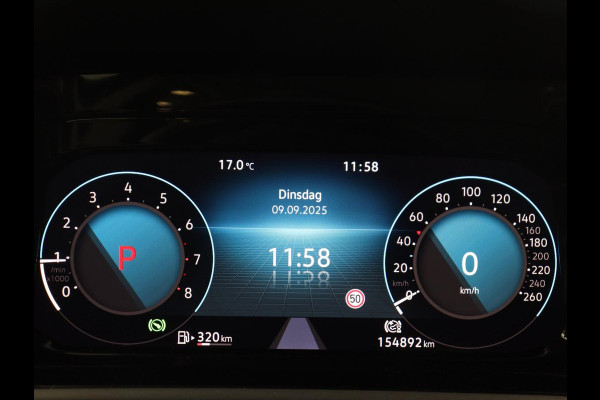 17.0 °C 11:58
Dinsdag
09.09.2025
11:58
50
0 1 2 3 4 5 6 7 8
/min
x1000
P
0 20 40 60 80 100 120 140 160 180 200 220 240 260
km/h
0
km/h
320 km
154892 km